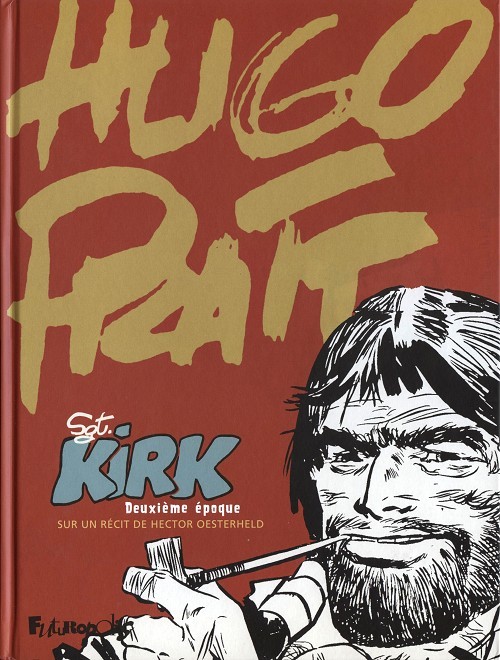 HUGO
PRATT
Sgt.
KIRK
Deuxième époque
SUR UN RÉCIT DE HECTOR OESTERHELD
Futuropolis